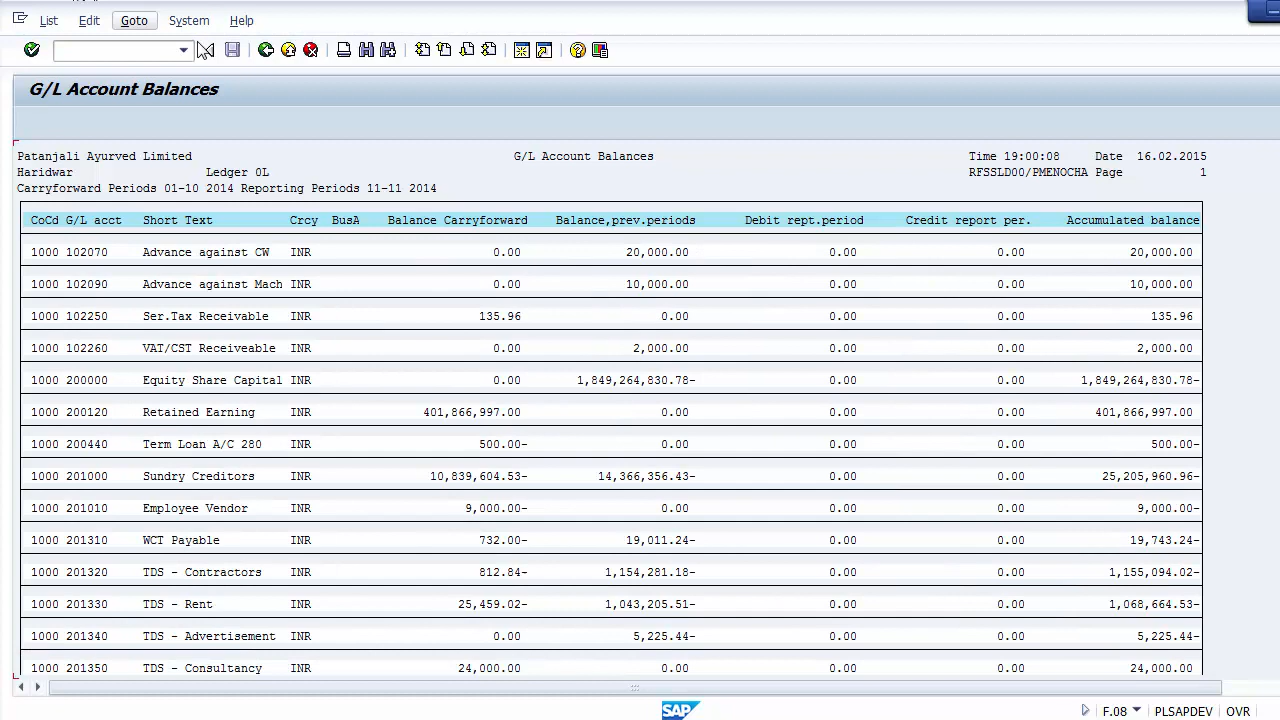 List Edit Goto System Help
G/L Account Balances
Patanjali Ayurved Limited G/L Account Balances Time 19:00:08 Date 16.02.2015
Haridwar Ledger 0L RFSSLD00/PMENOCHA Page 1
Carryforward Periods 01-10 2014 Reporting Periods 11-11 2014
CoCd G/L acct Short Text Crcy BusA Balance Carryforward Balance,prev.periods Debit rept.period Credit report per. Accumulated balance
1000 102070 Advance against CW INR 0.00 20,000.00 0.00 0.00 20,000.00
1000 102090 Advance against Mach INR 0.00 10,000.00 0.00 0.00 10,000.00
1000 102250 Ser.Tax Receivable INR 135.96 0.00 0.00 0.00 135.96
1000 102260 VAT/CST Receiveable INR 0.00 2,000.00 0.00 0.00 2,000.00
1000 200000 Equity Share Capital INR 0.00 1,849,264,830.78- 0.00 0.00 1,849,264,830.78-
1000 200120 Retained Earning INR 401,866,997.00 0.00 0.00 0.00 401,866,997.00
1000 200440 Term Loan A/C 280 INR 500.00- 0.00 0.00 0.00 500.00-
1000 201000 Sundry Creditors INR 10,839,604.53- 14,366,356.43- 0.00 0.00 25,205,960.96-
1000 201010 Employee Vendor INR 9,000.00- 0.00 0.00 0.00 9,000.00-
1000 201310 WCT Payable INR 732.00- 19,011.24- 0.00 0.00 19,743.24-
1000 201320 TDS - Contractors INR 812.84- 1,154,281.18- 0.00 0.00 1,155,094.02-
1000 201330 TDS - Rent INR 25,459.02- 1,043,205.51- 0.00 0.00 1,068,664.53-
1000 201340 TDS - Advertisement INR 0.00 5,225.44- 0.00 0.00 5,225.44-
1000 201350 TDS - Consultancy INR 24,000.00 0.00 0.00 0.00 24,000.00
SAP F.08 PLSAPDEV OVR